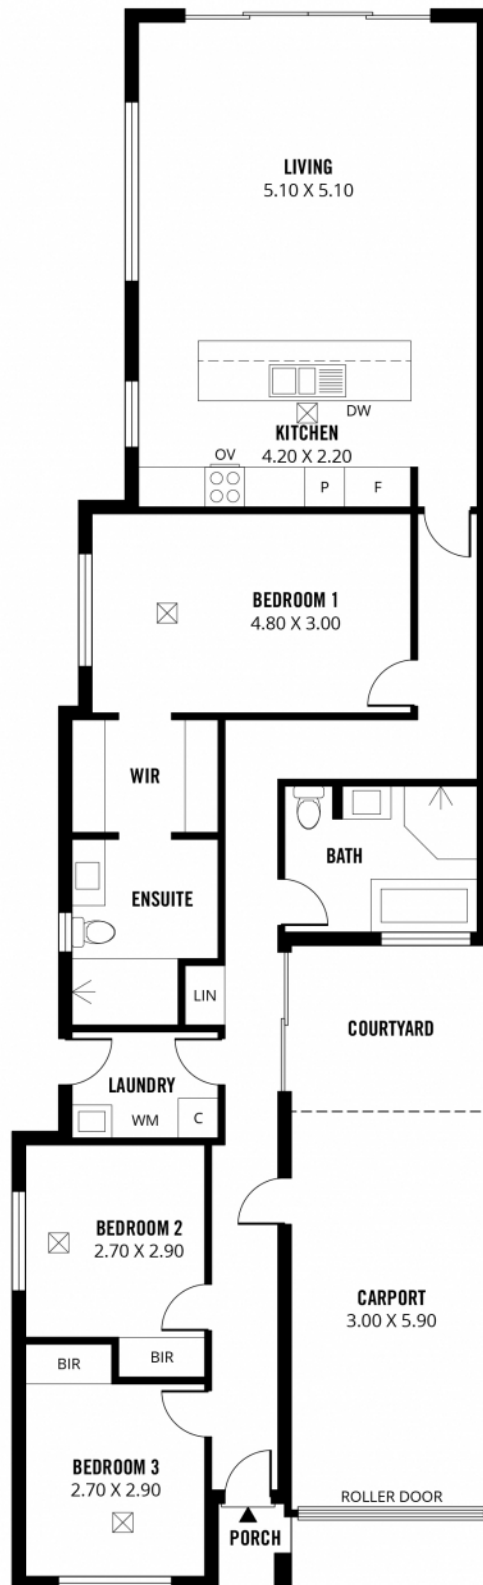 LIVING
5.10 X 5.10
DW
KITCHEN
4.20 X 2.20
OV
P
F
BEDROOM 1
4.80 X 3.00
WIR
BATH
ENSUITE
LIN
COURTYARD
LAUNDRY
WM
C
BEDROOM 2
2.70 X 2.90
CARPORT
3.00 X 5.90
BIR
BIR
BEDROOM 3
2.70 X 2.90
ROLLER DOOR
PORCH